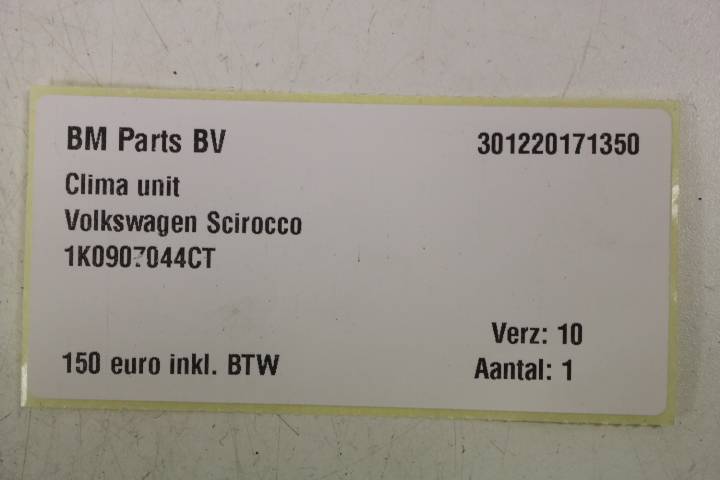 BM Parts BV 301220171350
Clima unit
Volkswagen Scirocco
1K0907044CT
Verz: 10
150 euro inkl. BTW Aantal: 1